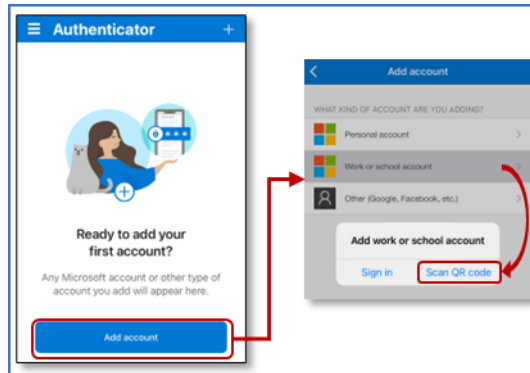 Authenticator
Ready to add your
first account?
Any Microsoft account or other type of
account you add will appear here.
Add account
Add account
WHAT KIND OF ACCOUNT ARE YOU ADDING?
Personal account
Work or school account
Other (Google, Facebook, etc.)
Add work or school account
Sign in
Scan QR code